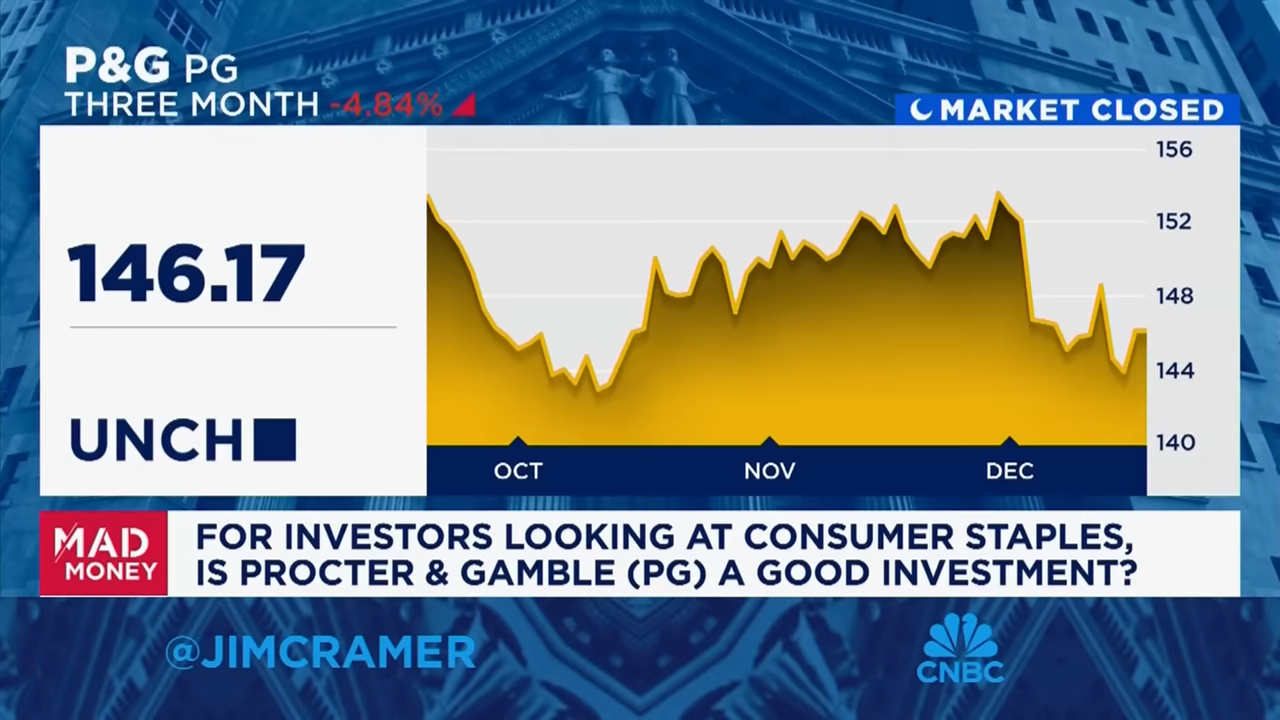 P&G PG
THREE MONTH -4.84%
MARKET CLOSED
146.17
UNCH
156
152
148
144
140
OCT NOV DEC
MAD MONEY
FOR INVESTORS LOOKING AT CONSUMER STAPLES,
IS PROCTER & GAMBLE (PG) A GOOD INVESTMENT?
@JIMCRAMER
CNBC